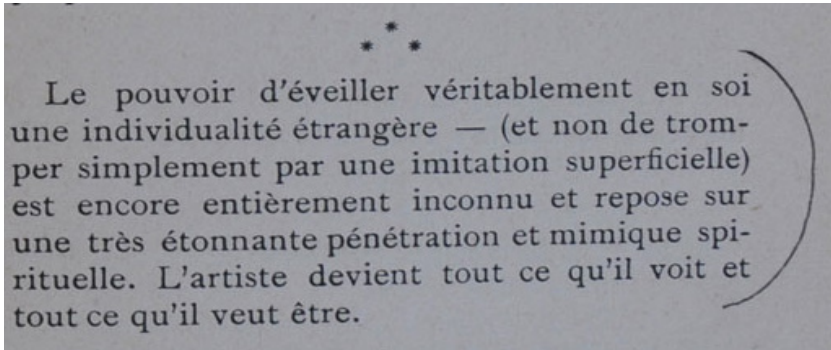 * * *
Le pouvoir d'éveiller véritablement en soi
une individualité étrangère — (et non de trom-
per simplement par une imitation superficielle)
est encore entièrement inconnu et repose sur
une très étonnante pénétration et mimique spi-
rituelle. L'artiste devient tout ce qu'il voit et
tout ce qu'il veut être.